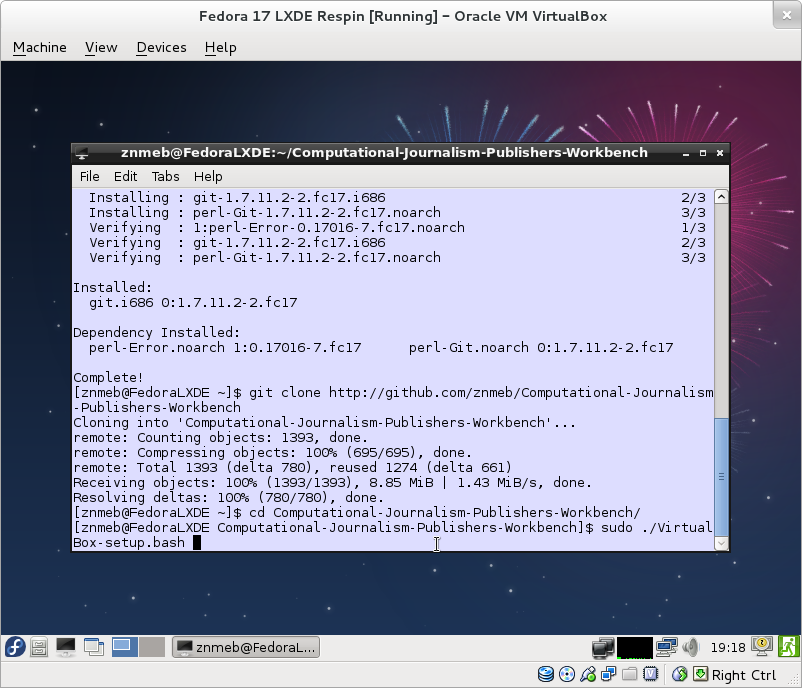 Fedora 17 LXDE Respin [Running] – Oracle VM VirtualBox
Machine View Devices Help
znmeb@FedoraLXDE:~/Computational-Journalism-Publishers-Workbench
File Edit Tabs Help
Installing : git-1.7.11.2-2.fc17.i686 2/3
Installing : perl-Git-1.7.11.2-2.fc17.noarch 3/3
Verifying : 1:perl-Error-0.17016-7.fc17.noarch 1/3
Verifying : git-1.7.11.2-2.fc17.i686 2/3
Verifying : perl-Git-1.7.11.2-2.fc17.noarch 3/3
Installed:
git.i686 0:1.7.11.2-2.fc17
Dependency Installed:
perl-Error.noarch 1:0.17016-7.fc17 perl-Git.noarch 0:1.7.11.2-2.fc17
Complete!
[znmeb@FedoraLXDE ~]$ git clone http://github.com/znmeb/Computational-Journalism
-Publishers-Workbench
Cloning into 'Computational-Journalism-Publishers-Workbench'...
remote: Counting objects: 1393, done.
remote: Compressing objects: 100% (695/695), done.
remote: Total 1393 (delta 780), reused 1274 (delta 661)
Receiving objects: 100% (1393/1393), 8.85 MiB | 1.43 MiB/s, done.
Resolving deltas: 100% (780/780), done.
[znmeb@FedoraLXDE ~]$ cd Computational-Journalism-Publishers-Workbench/
[znmeb@FedoraLXDE Computational-Journalism-Publishers-Workbench]$ sudo ./Virtual
Box-setup.bash
znmeb@FedoraL... 19:18
Right Ctrl